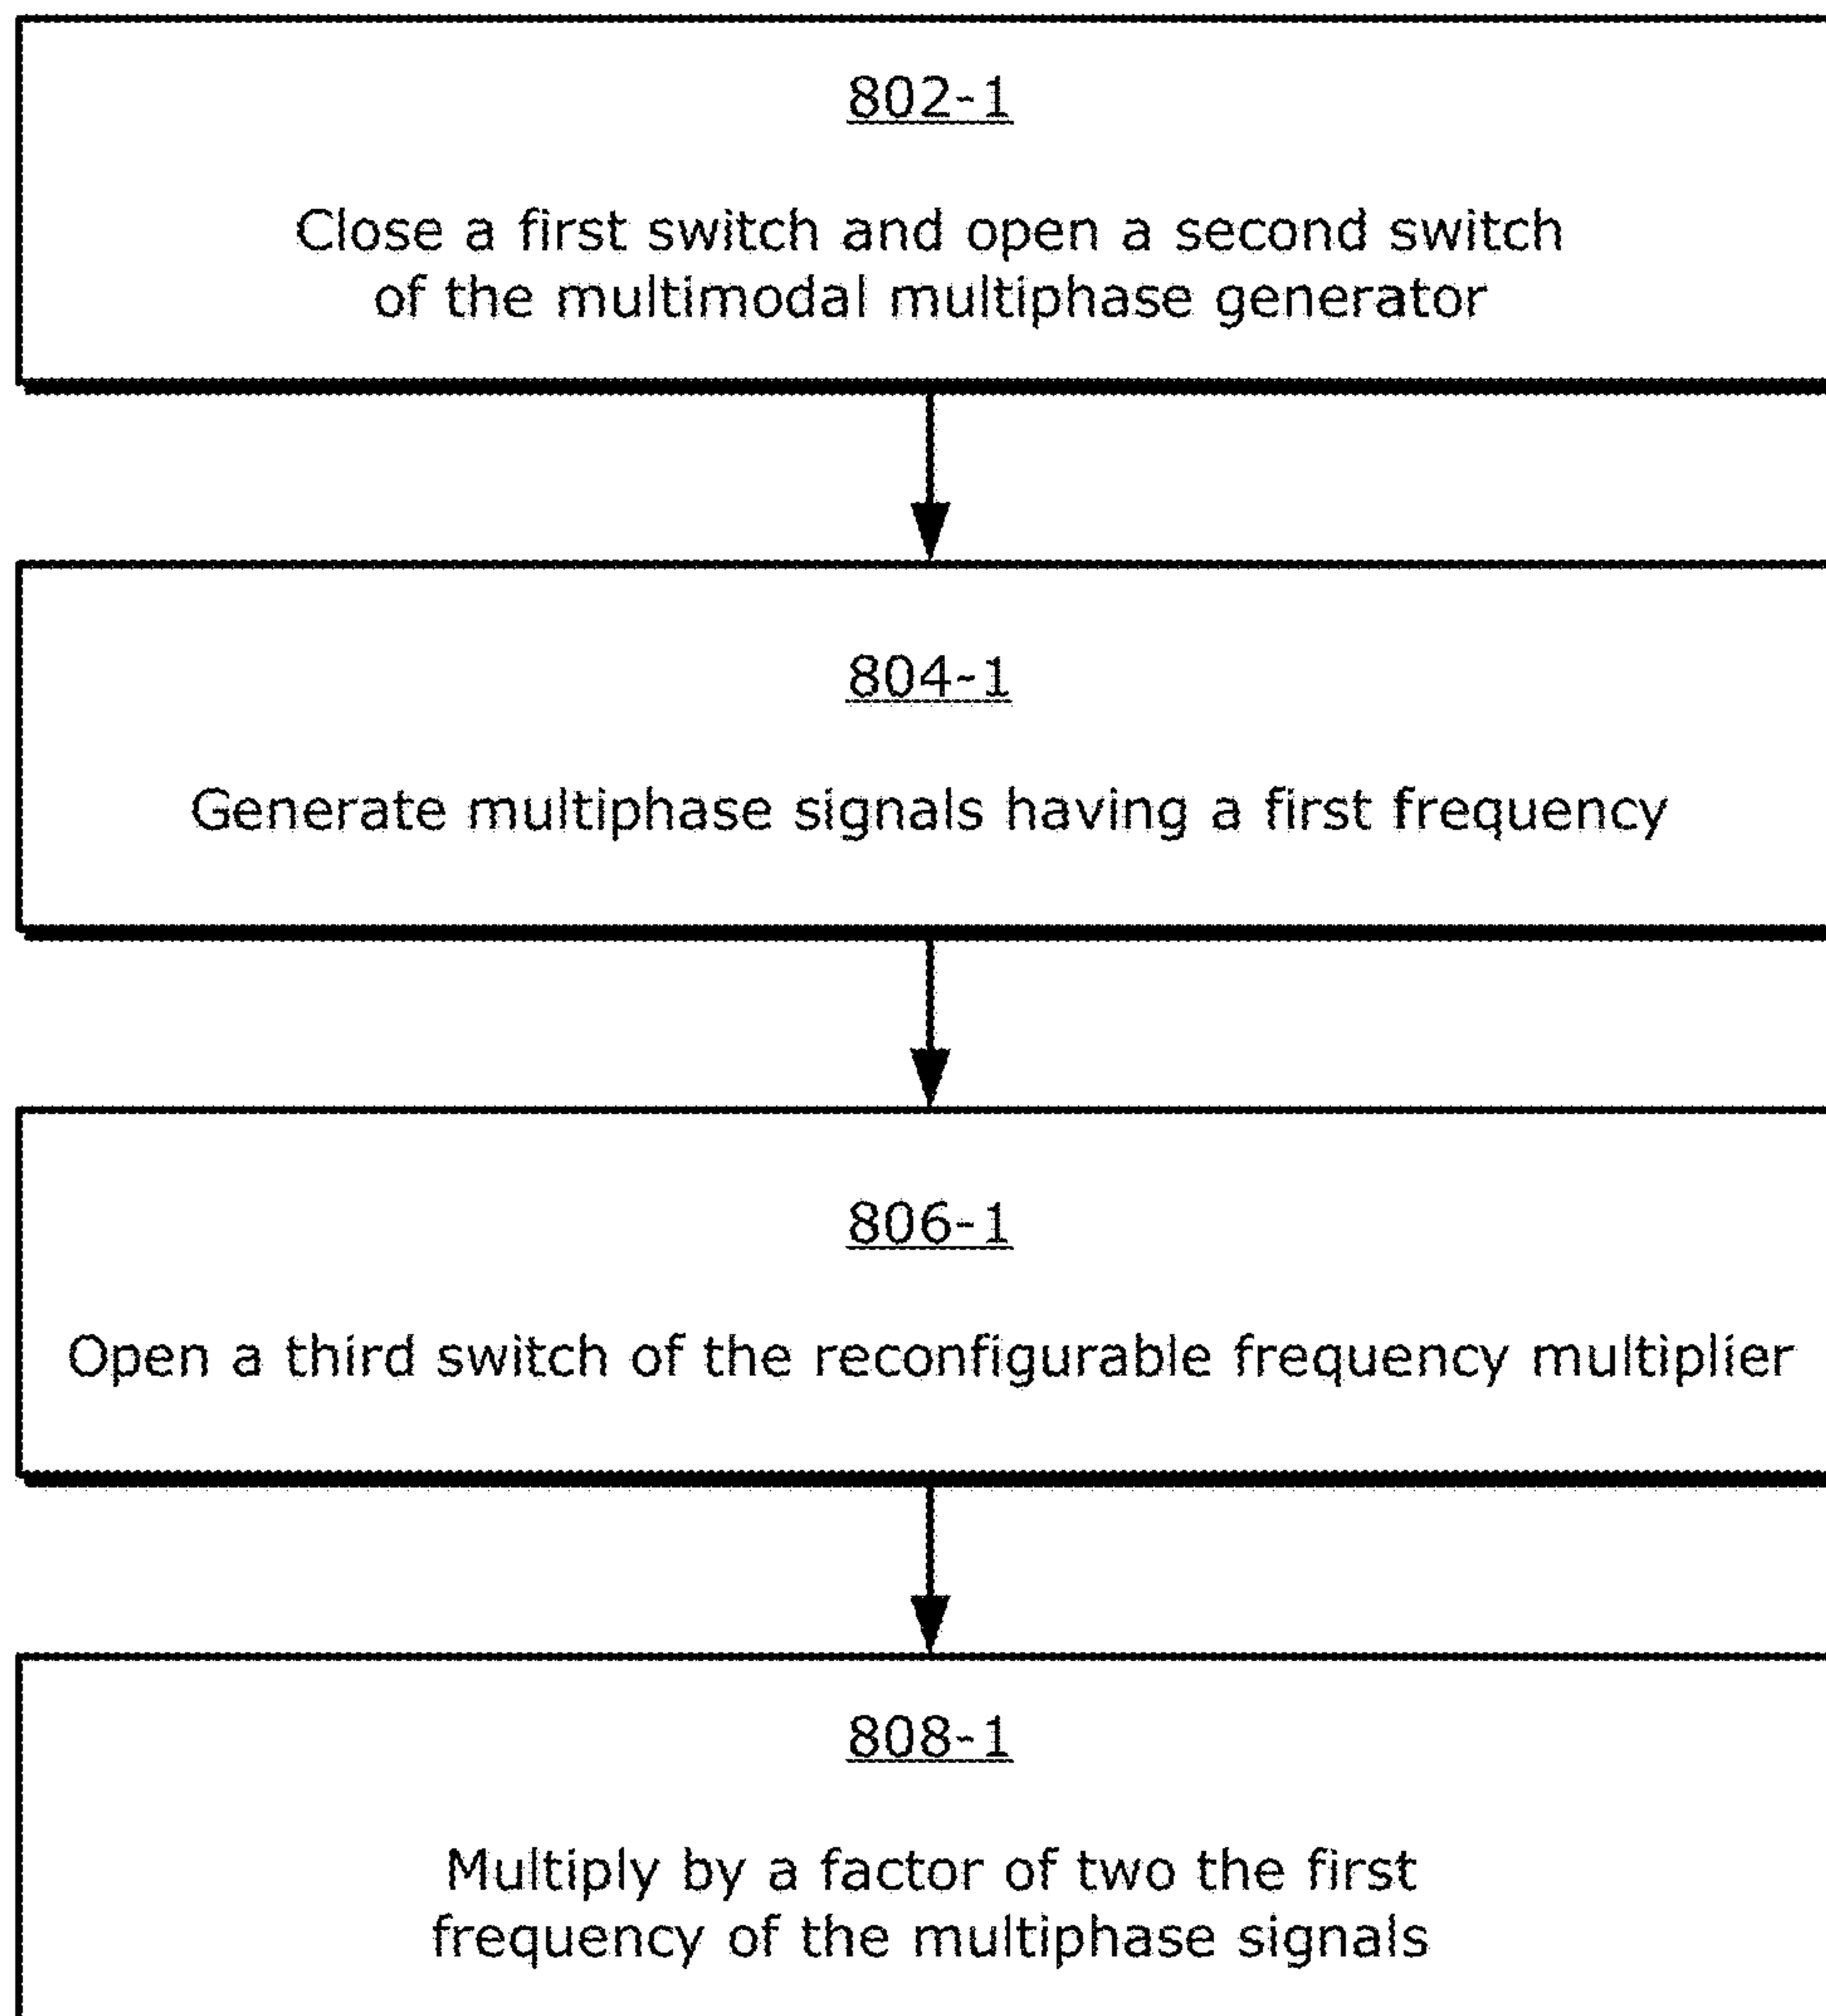 802-1
Close a first switch and open a second switch
of the multimodal multiphase generator
804-1
Generate multiphase signals having a first frequency
806-1
Open a third switch of the reconfigurable frequency multiplier
808-1
Multiply by a factor of two the first
frequency of the multiphase signals